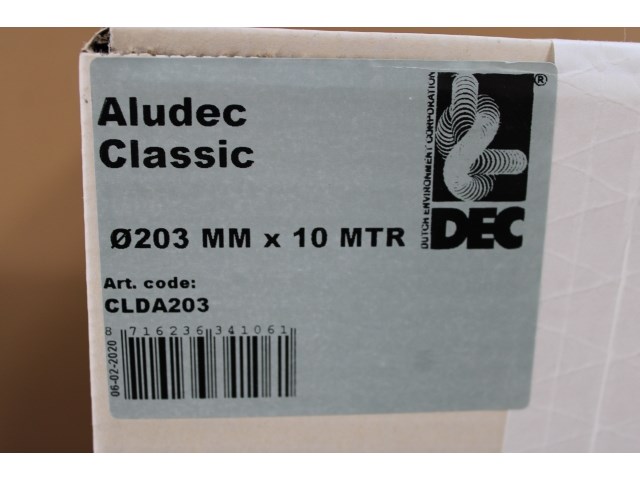 Aludec
Classic
Ø203 MM x 10 MTR
Art. code:
CLDA203
8 716236 341061
06-02-2020
DUTCH ENVIRONMENT CORPORATION
DEC
®